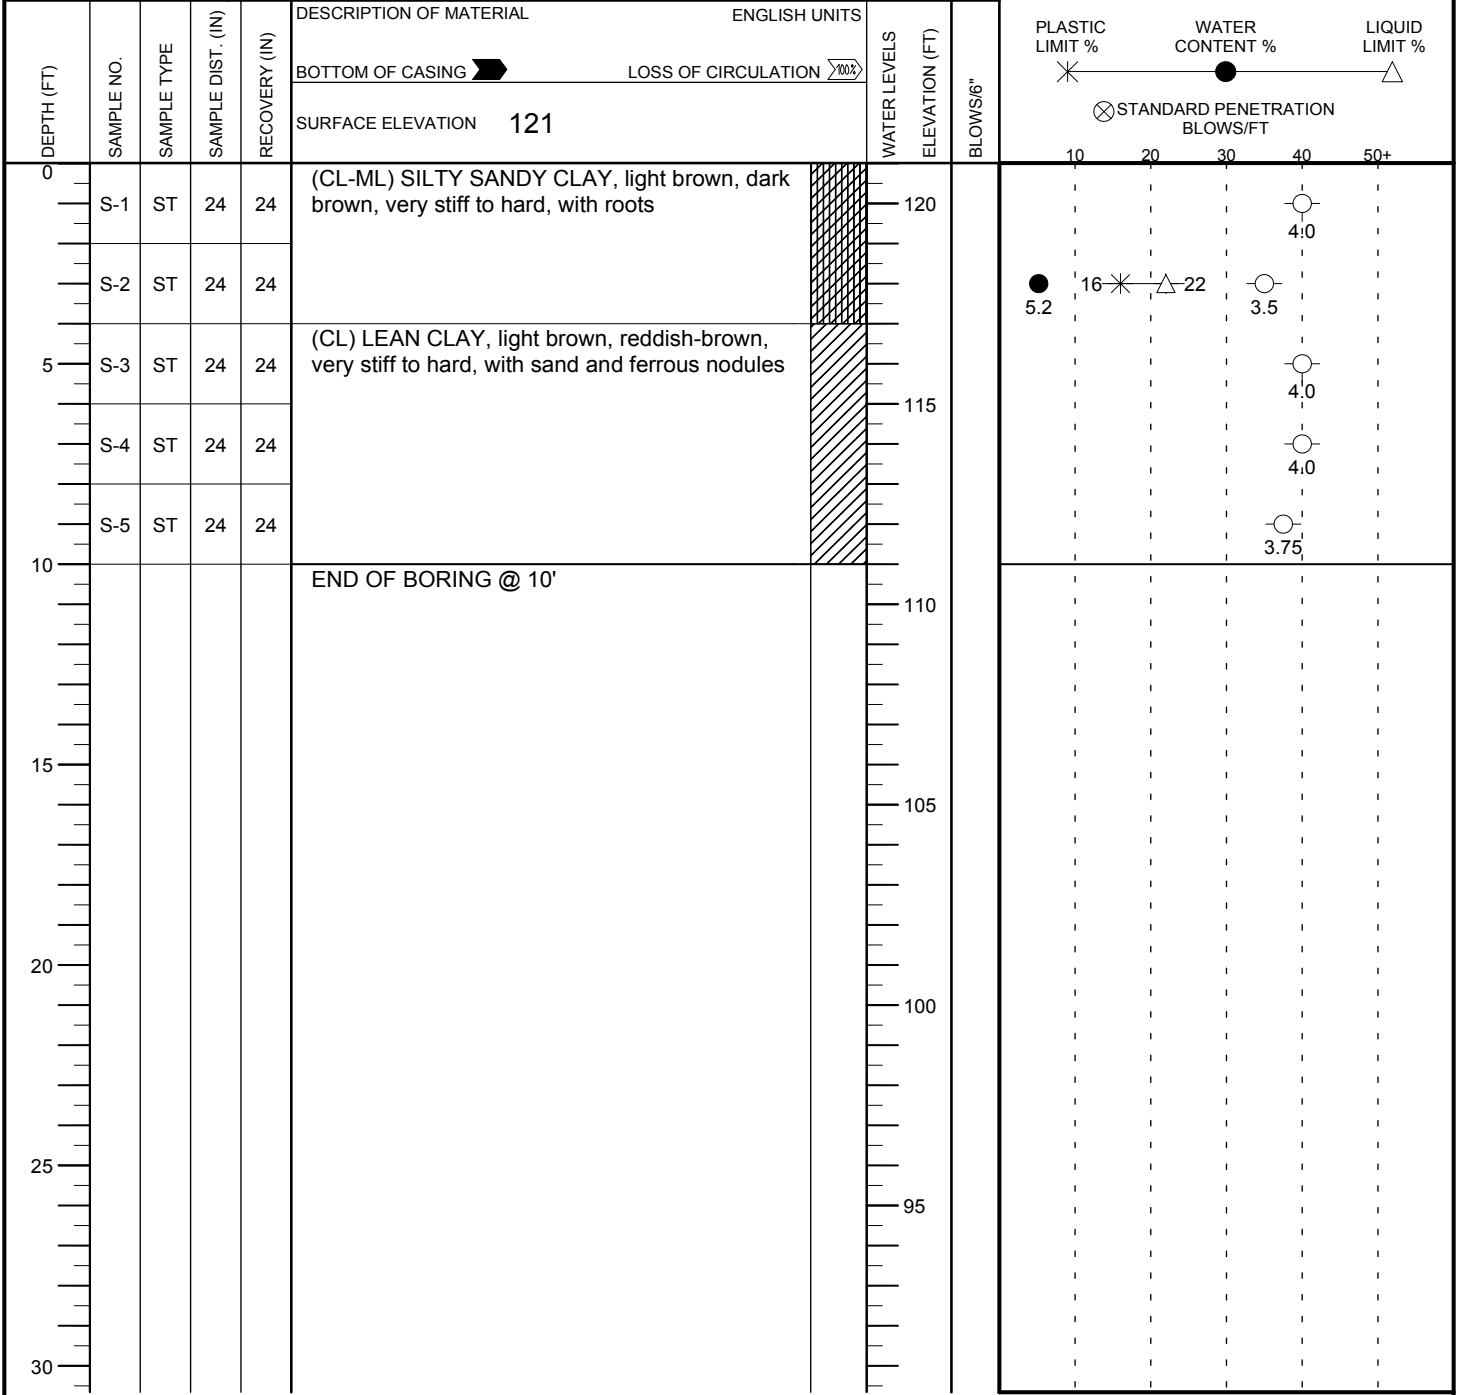 DEPTH (FT)
SAMPLE NO.
SAMPLE TYPE
SAMPLE DIST. (IN)
RECOVERY (IN)
DESCRIPTION OF MATERIAL ENGLISH UNITS
BOTTOM OF CASING LOSS OF CIRCULATION 100%
SURFACE ELEVATION 121
WATER LEVELS
ELEVATION (FT)
BLOWS/6"
PLASTIC LIMIT %
WATER CONTENT %
LIQUID LIMIT %
STANDARD PENETRATION
BLOWS/FT
10 20 30 40 50+
0
(CL-ML) SILTY SANDY CLAY, light brown, dark
brown, very stiff to hard, with roots
S-1 ST 24 24 120
4.0
S-2 ST 24 24 16 22
5.2 3.5
(CL) LEAN CLAY, light brown, reddish-brown,
very stiff to hard, with sand and ferrous nodules
5 S-3 ST 24 24
4.0
115
S-4 ST 24 24
4.0
S-5 ST 24 24
3.75
10
END OF BORING @ 10'
110
15
105
20
100
25
95
30